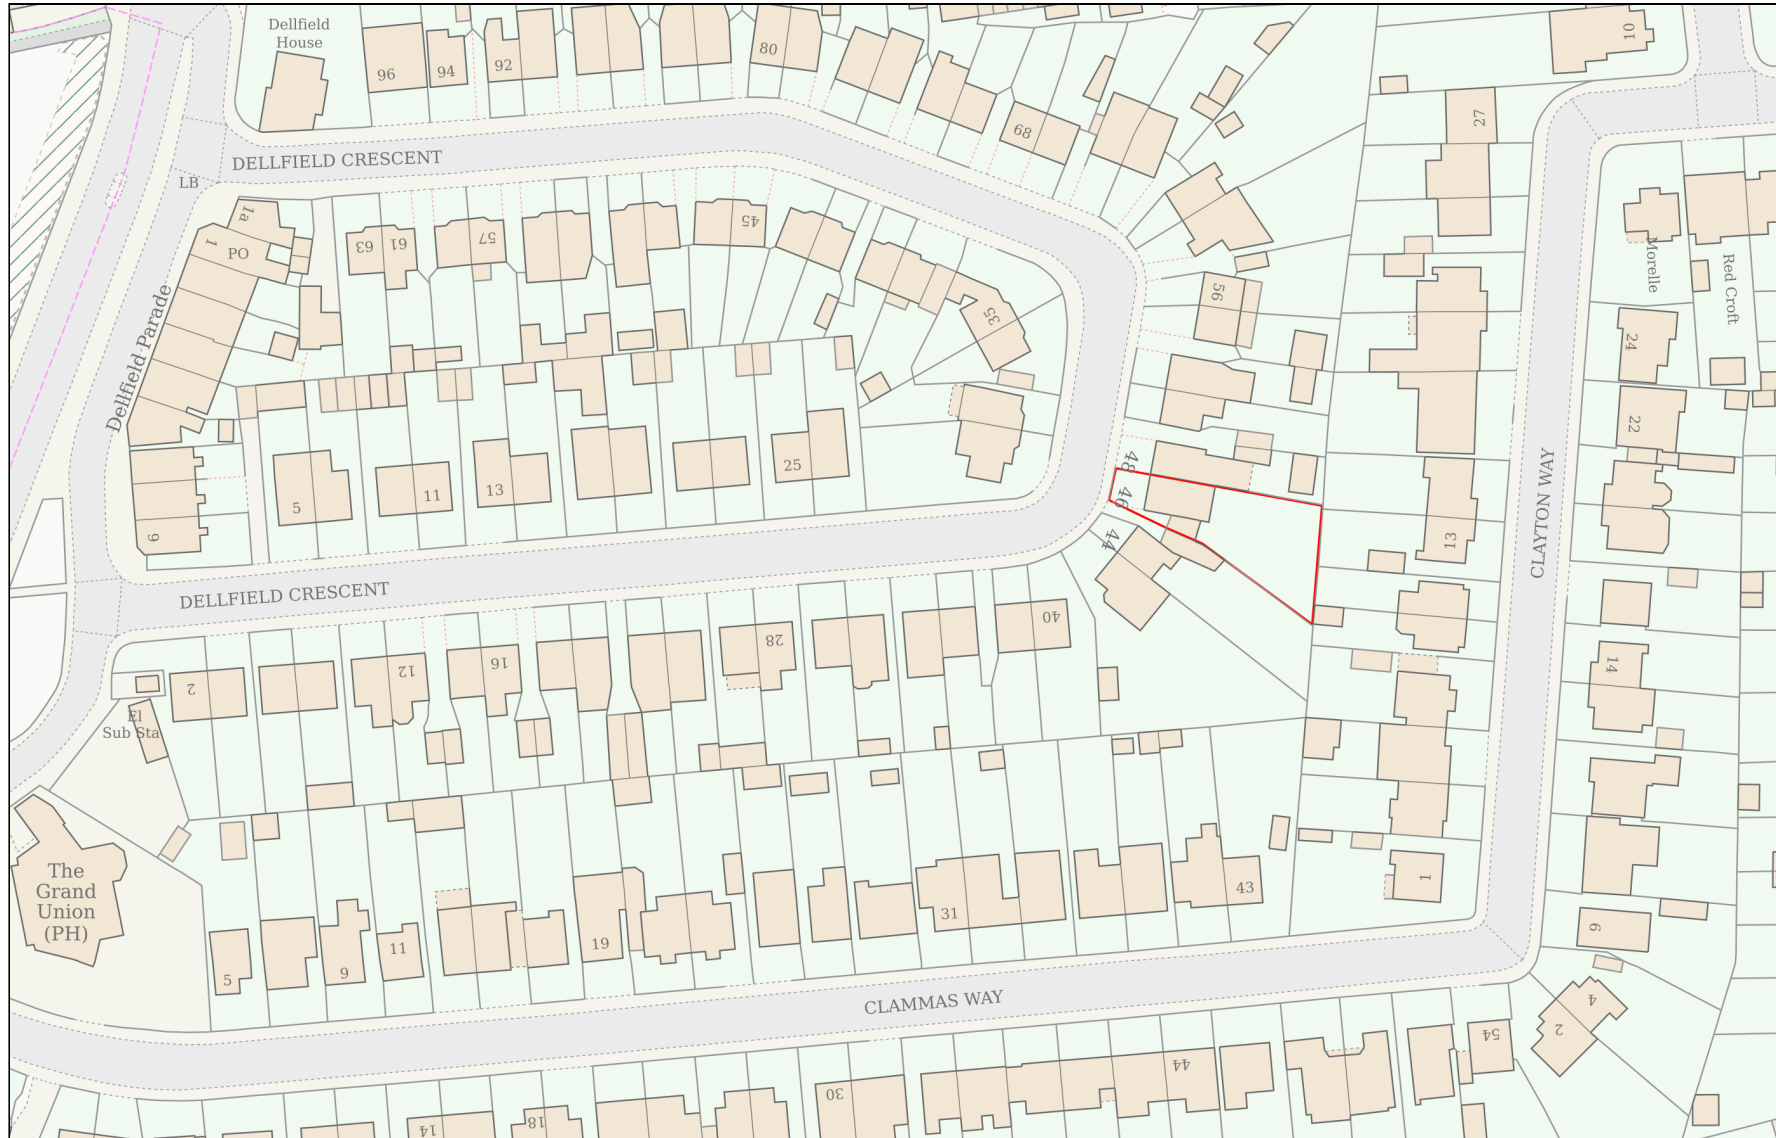 Dellfield
House
96
94
92
80
68
10
27
DELLFIELD CRESCENT
LB
1a
1
PO
63
61
57
45
35
56
Morelle
Red Croft
24
22
Dellfield Parade
5
11
13
25
9
48
46
44
13
CLAYTON WAY
DELLFIELD CRESCENT
2
12
16
28
40
14
El
Sub Sta
The
Grand
Union
(PH)
5
9
11
19
31
43
1
6
CLAMMAS WAY
4
2
54
44
30
18
14